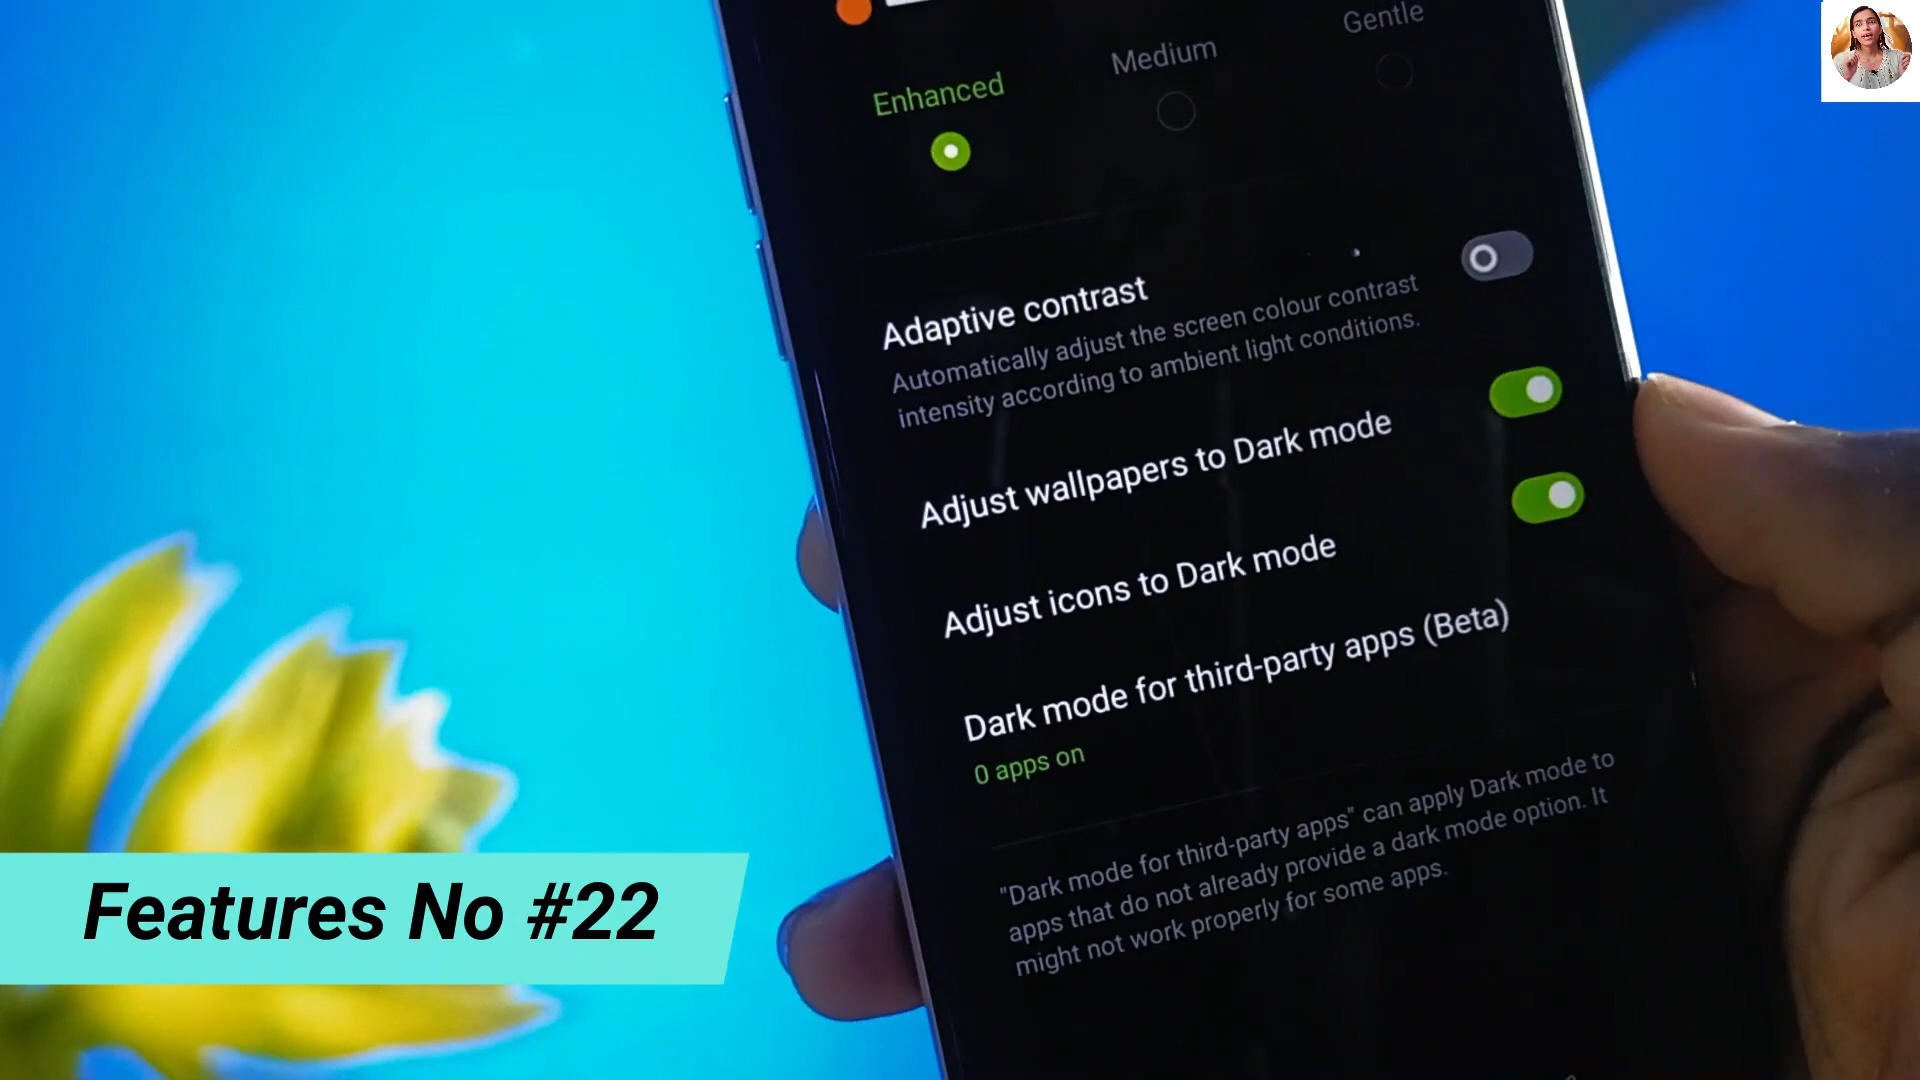 Gentle
Medium
Enhanced
Adaptive contrast
Automatically adjust the screen colour contrast
intensity according to ambient light conditions.
Adjust wallpapers to Dark mode
Adjust icons to Dark mode
Dark mode for third-party apps (Beta)
0 apps on
"Dark mode for third-party apps" can apply Dark mode to
apps that do not already provide a dark mode option. It
might not work properly for some apps.
Features No #22